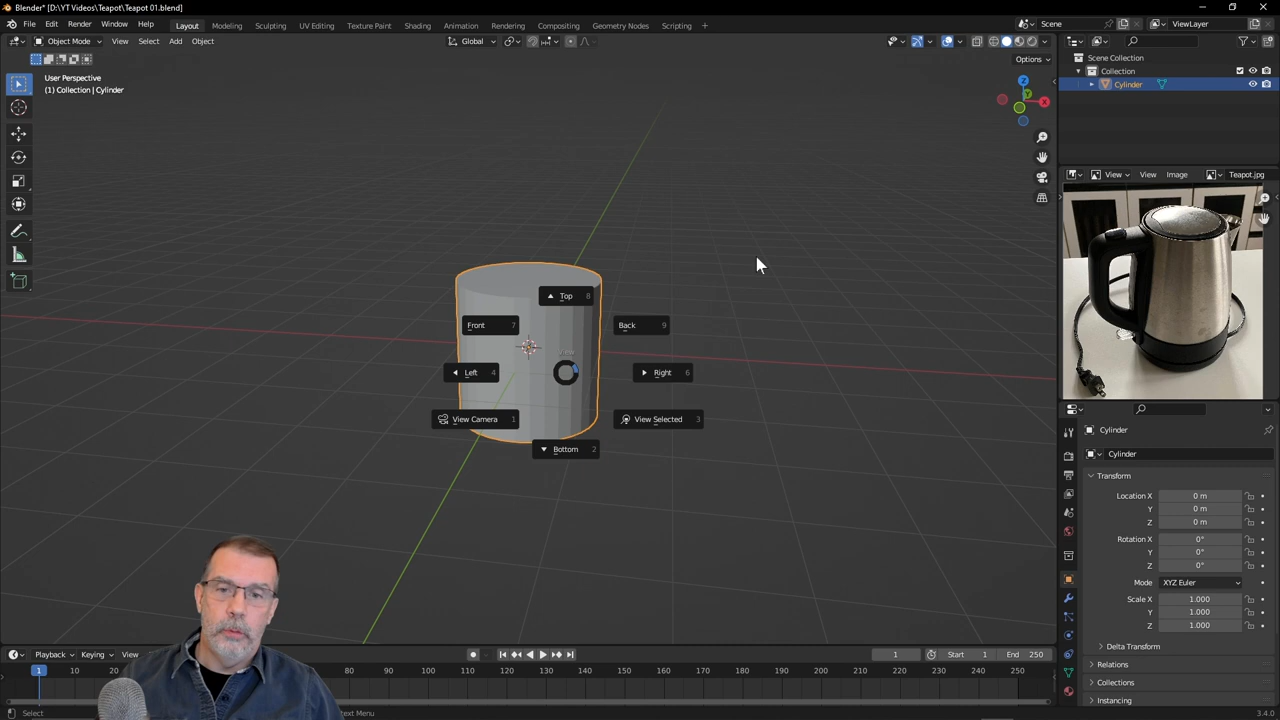 Blender* [D:\YT Videos\Teapot\Teapot 01.blend]
File Edit Render Window Help Layout Modeling Sculpting UV Editing Texture Paint Shading Animation Rendering Compositing Geometry Nodes Scripting + Scene ViewLayer
Object Mode View Select Add Object Global
Options
User Perspective
(1) Collection | Cylinder
Z
Y
X
Scene Collection
Collection
Cylinder
View View Image Teapot.jpg
Top 8
Front 7
Back 9
Left 4
Right 6
View Camera 1
View Selected 3
Bottom 2
Cylinder
Cylinder
Transform
Location X 0 m
Y 0 m
Z 0 m
Rotation X 0°
Y 0°
Z 0°
Mode XYZ Euler
Scale X 1.000
Y 1.000
Z 1.000
Delta Transform
Relations
Collections
Instancing
Playback Keying View 1 Start 1 End 250
1 10 20 80 90 100 110 120 130 140 150 160 170 180 190 200 210 220 230 240 250
Select
text Menu
3.4.0